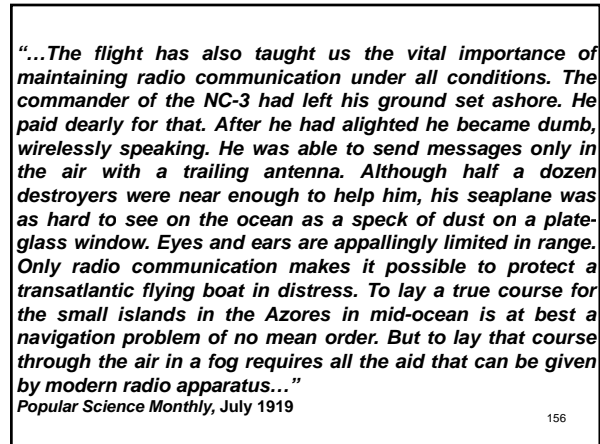 “…The flight has also taught us the vital importance of
maintaining radio communication under all conditions. The
commander of the NC-3 had left his ground set ashore. He
paid dearly for that. After he had alighted he became dumb,
wirelessly speaking. He was able to send messages only in
the air with a trailing antenna. Although half a dozen
destroyers were near enough to help him, his seaplane was
as hard to see on the ocean as a speck of dust on a plate-
glass window. Eyes and ears are appallingly limited in range.
Only radio communication makes it possible to protect a
transatlantic flying boat in distress. To lay a true course for
the small islands in the Azores in mid-ocean is at best a
navigation problem of no mean order. But to lay that course
through the air in a fog requires all the aid that can be given
by modern radio apparatus…”
Popular Science Monthly, July 1919
156